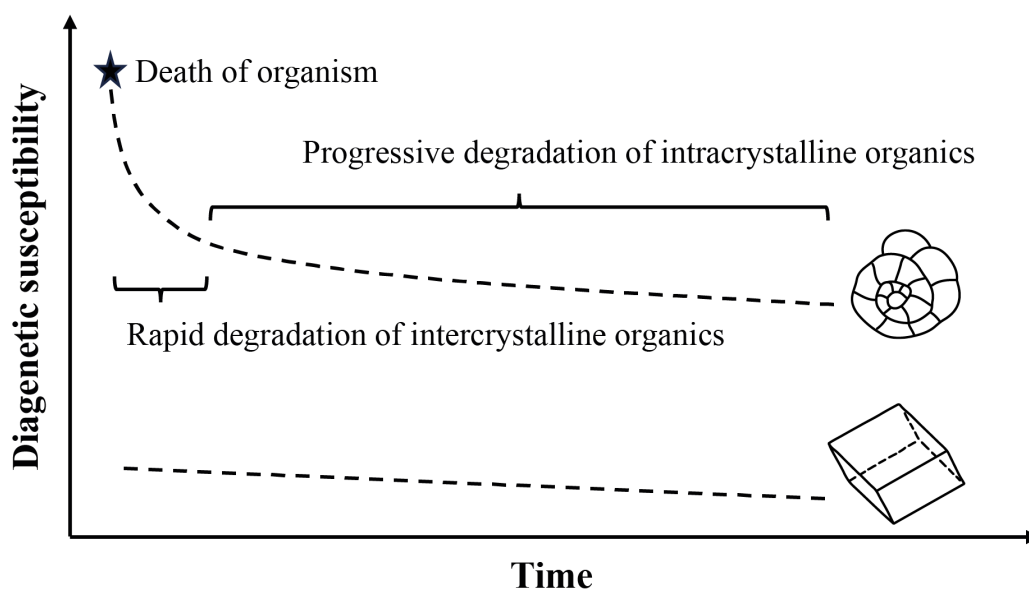 Death of organism
Progressive degradation of intracrystalline organics
Rapid degradation of intercrystalline organics
Diagenetic susceptibility
Time